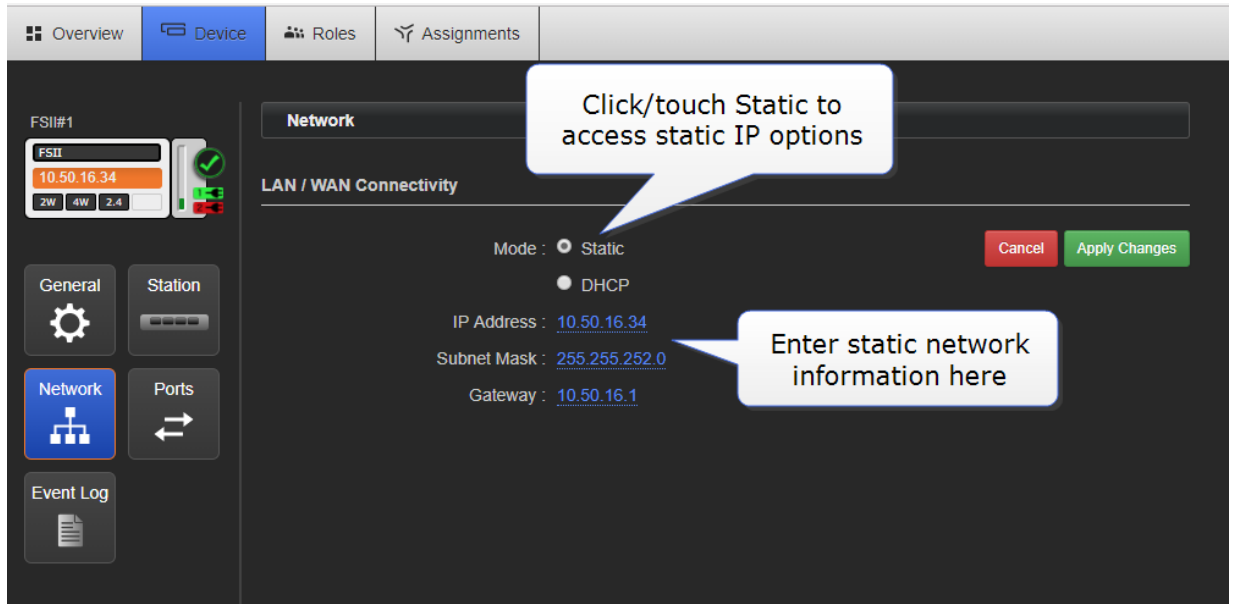 Overview Device Roles Assignments
Click/touch Static to
access static IP options
FSII#1
FSII
10.50.16.34
2W 4W 2.4
1
2
Network
LAN / WAN Connectivity
Mode : Static
DHCP
Cancel Apply Changes
IP Address : 10.50.16.34
Subnet Mask : 255.255.252.0
Gateway : 10.50.16.1
Enter static network
information here
General Station
Network Ports
Event Log